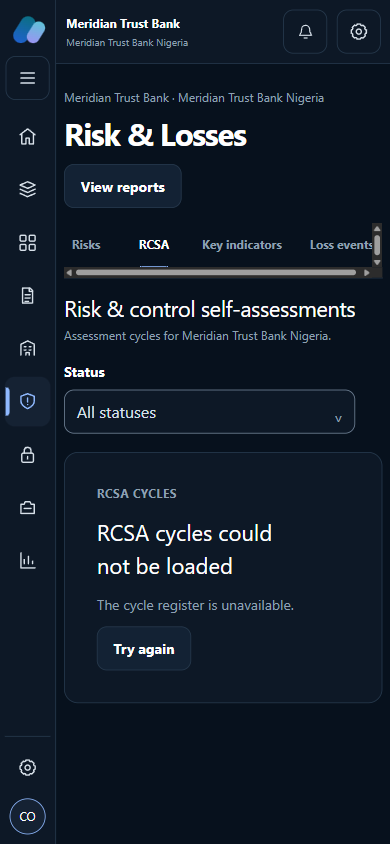 Meridian Trust Bank
Meridian Trust Bank Nigeria
Meridian Trust Bank · Meridian Trust Bank Nigeria
Risk & Losses
View reports
Risks RCSA Key indicators Loss events
Risk & control self-assessments
Assessment cycles for Meridian Trust Bank Nigeria.
Status
All statuses v
RCSA CYCLES
RCSA cycles could
not be loaded
The cycle register is unavailable.
Try again
CO